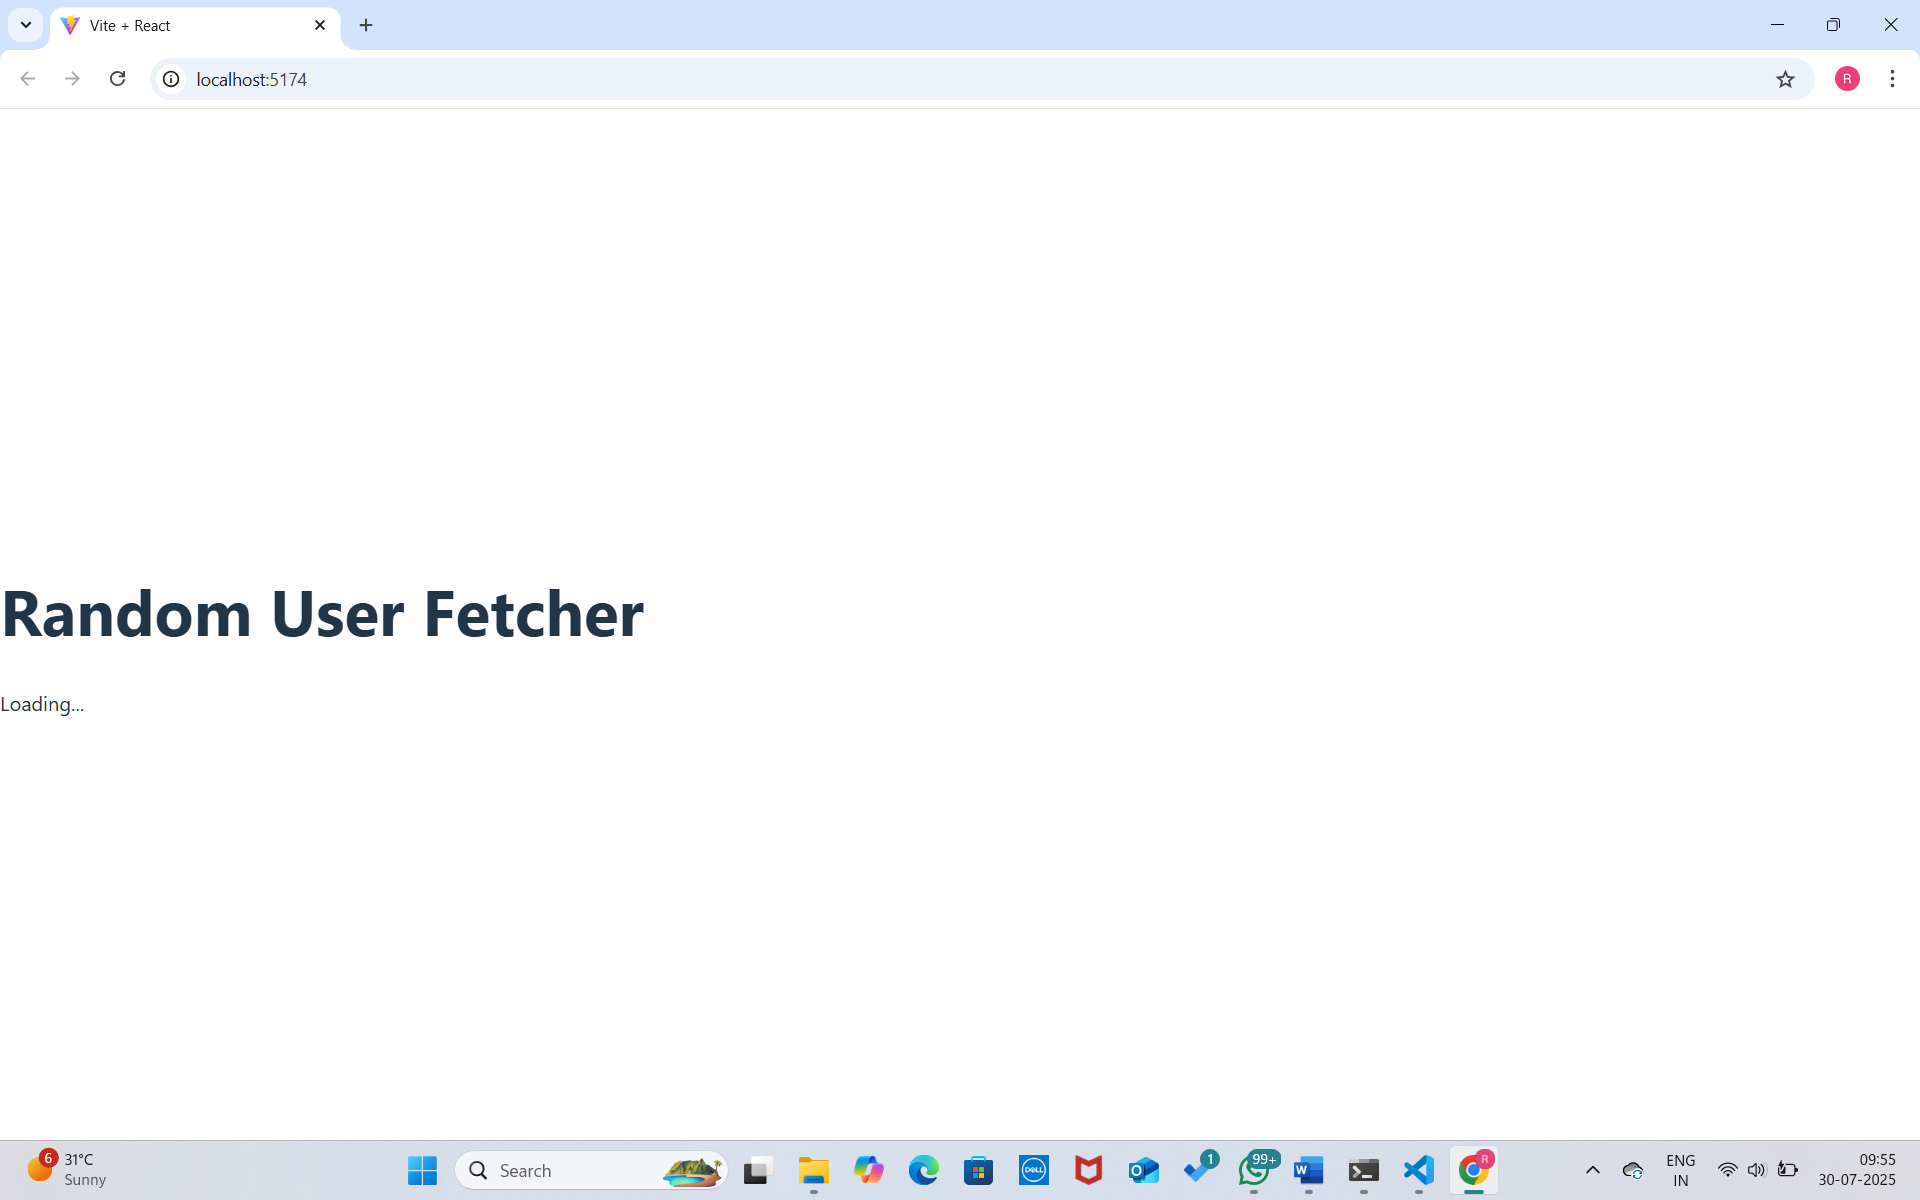 Vite + React
localhost:5174
R
Random User Fetcher
Loading...
6
31°C
Sunny
Search
DELL
1
99+
R
ENG
IN
09:55
30-07-2025